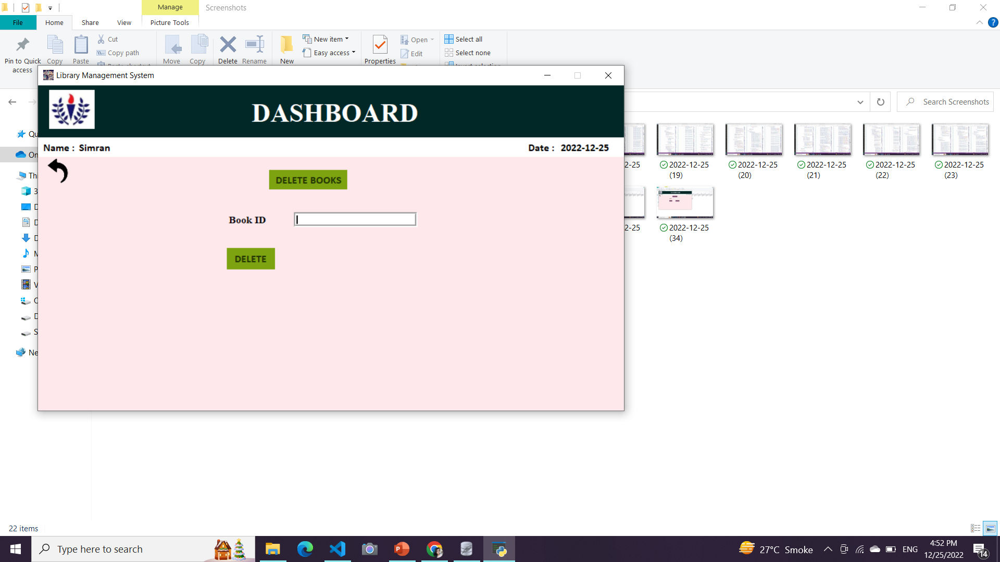 Manage
Screenshots
File
Home
Share
View
Picture Tools
Pin to Quick
access
Copy
Paste
Cut
Copy path
Move
Copy
Delete
Rename
New
New item
Easy access
Properties
Open
Edit
Select all
Select none
Library Management System
DASHBOARD
Name : Simran
Date : 2022-12-25
DELETE BOOKS
Book ID
DELETE
Search Screenshots
2-25
2022-12-25
(19)
2022-12-25
(20)
2022-12-25
(21)
2022-12-25
(22)
2022-12-25
(23)
2-25
2022-12-25
(34)
Qu
On
Thi
3
D
D
D
M
P
V
D
S
Ne
22 items
Type here to search
27°C Smoke
ENG
4:52 PM
12/25/2022
14